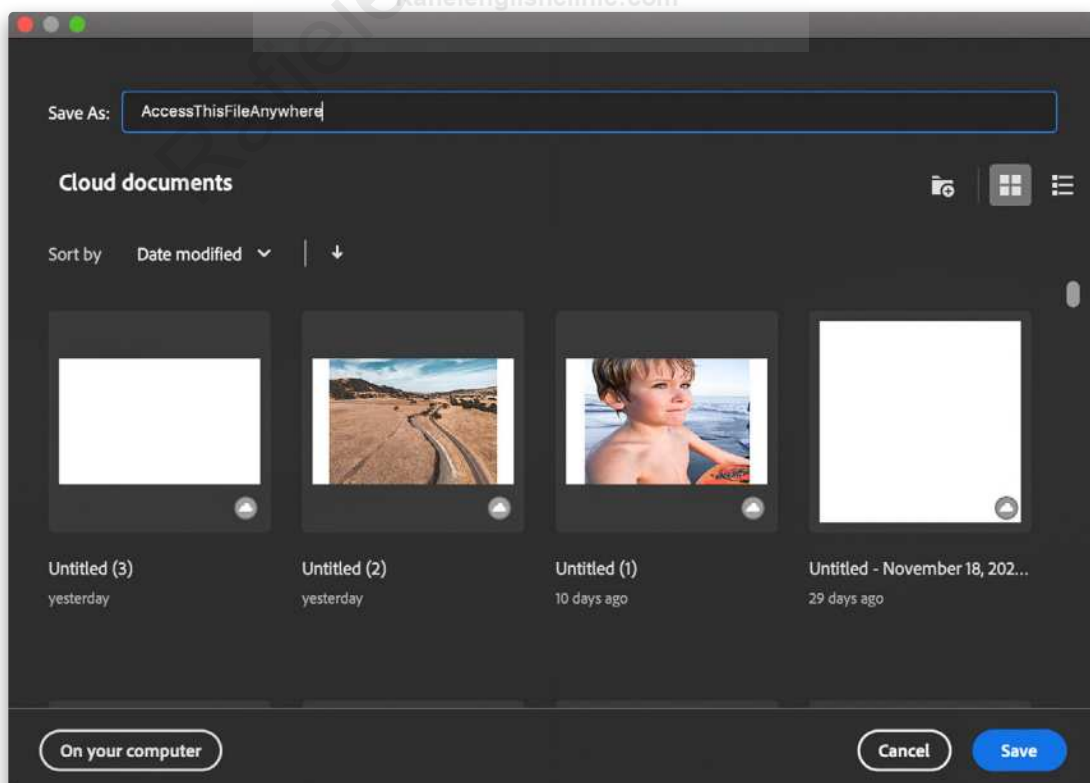 Save As: AccessThisFileAnywhere
Cloud documents
Sort by Date modified
Untitled (3) Untitled (2) Untitled (1) Untitled - November 18, 202...
yesterday yesterday 10 days ago 29 days ago
On your computer Cancel Save